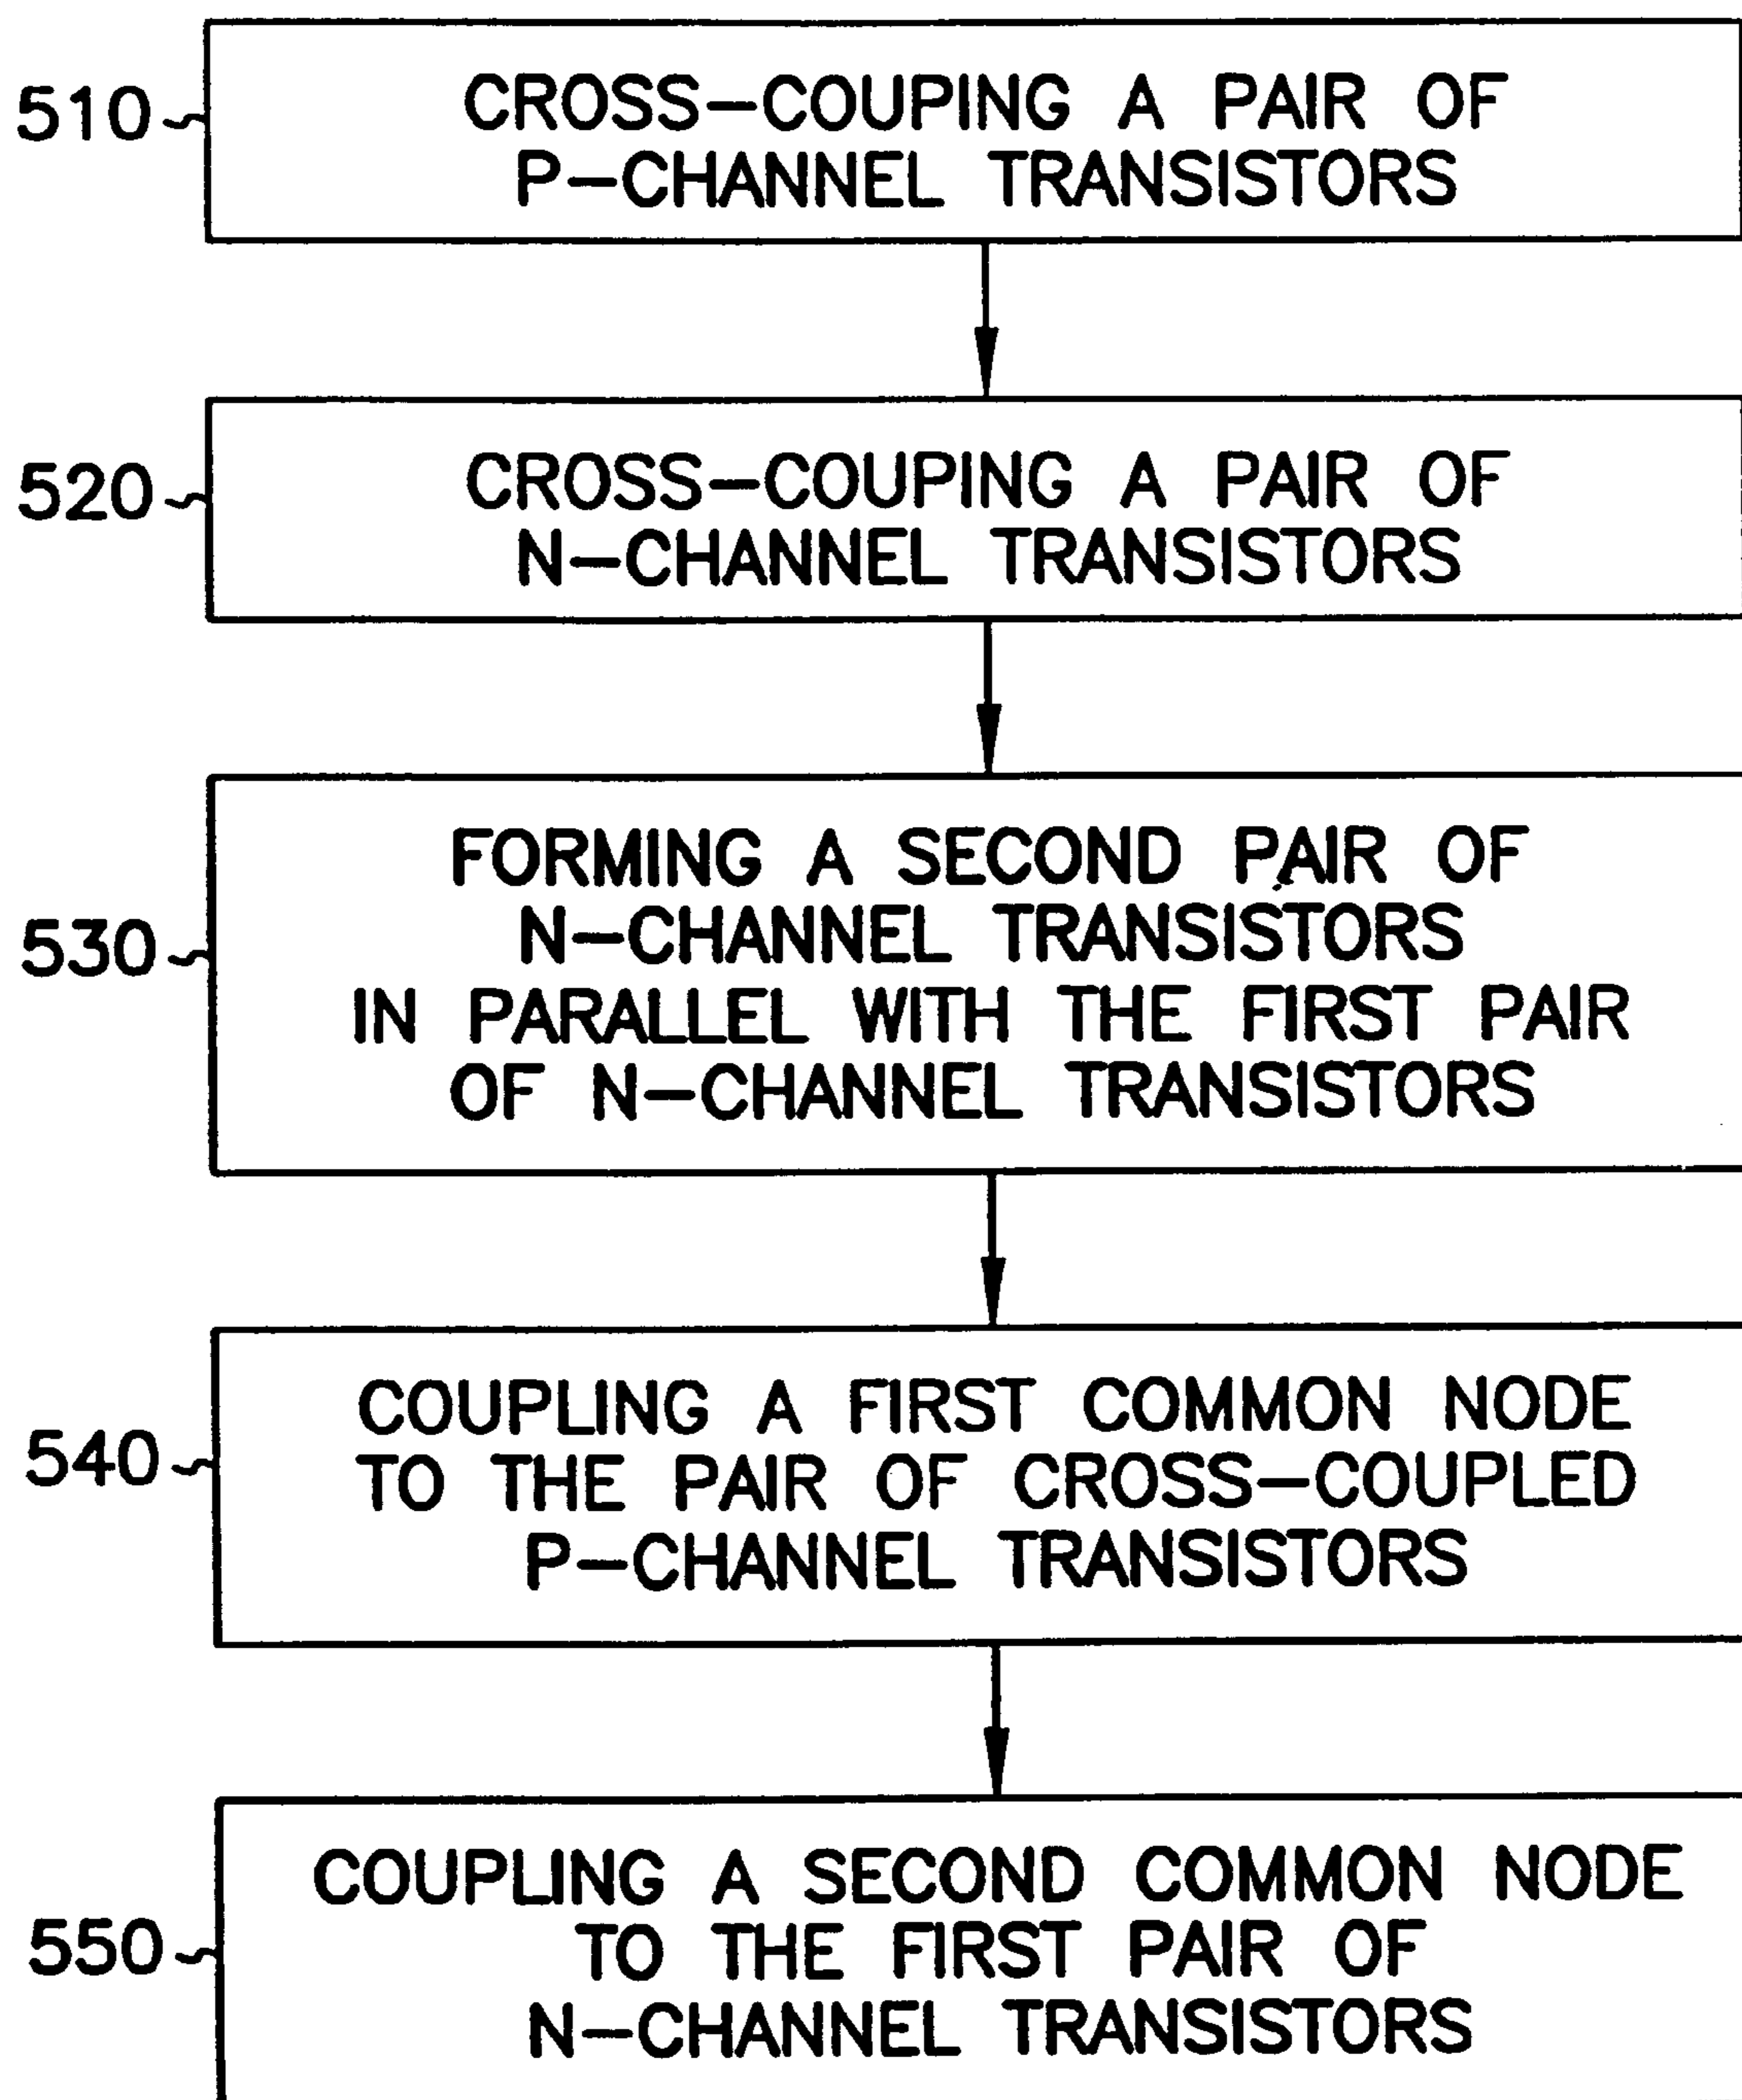 510
CROSS-COUPING A PAIR OF
P-CHANNEL TRANSISTORS
520
CROSS-COUPING A PAIR OF
N-CHANNEL TRANSISTORS
530
FORMING A SECOND PAIR OF
N-CHANNEL TRANSISTORS
IN PARALLEL WITH THE FIRST PAIR
OF N-CHANNEL TRANSISTORS
540
COUPLING A FIRST COMMON NODE
TO THE PAIR OF CROSS-COUPLED
P-CHANNEL TRANSISTORS
550
COUPLING A SECOND COMMON NODE
TO THE FIRST PAIR OF
N-CHANNEL TRANSISTORS